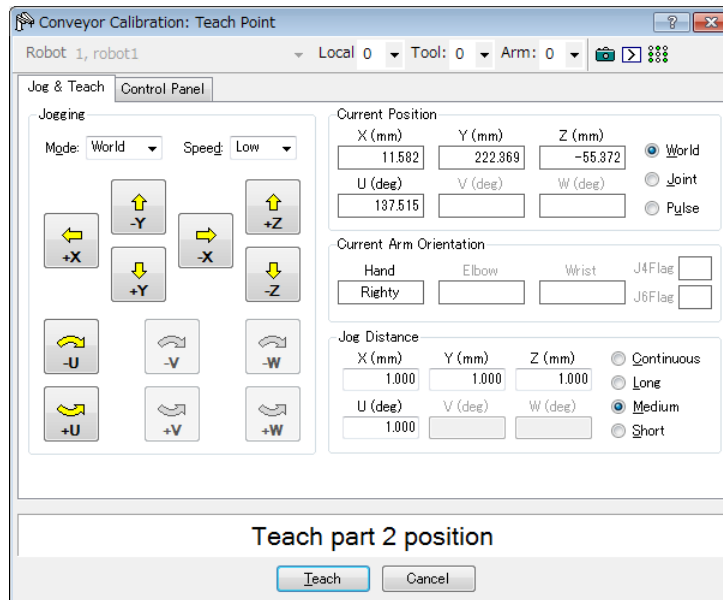 Conveyor Calibration: Teach Point
Robot 1, robot1 Local 0 Tool: 0 Arm: 0
Jog & Teach Control Panel
Jogging
Mode: World Speed: Low
-Y
+Z
+X
-X
+Y
-Z
-U -V -W
+U +V +W
Current Position
X (mm) Y (mm) Z (mm)
11.582 222.369 -55.372
U (deg) V (deg) W (deg)
137.515
World
Joint
Pulse
Current Arm Orientation
Hand Elbow Wrist J4Flag
Righty J6Flag
Jog Distance
X (mm) Y (mm) Z (mm)
1.000 1.000 1.000
U (deg) V (deg) W (deg)
1.000
Continuous
Long
Medium
Short
Teach part 2 position
Teach Cancel